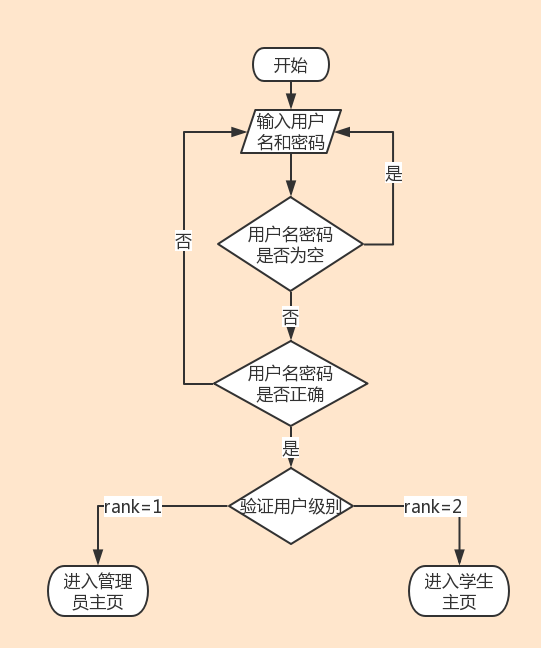 开始
输入用户
名和密码
是
用户名密码
是否为空
否
否
用户名密码
是否正确
是
验证用户级别
rank=1
rank=2
进入管理
员主页
进入学生
主页